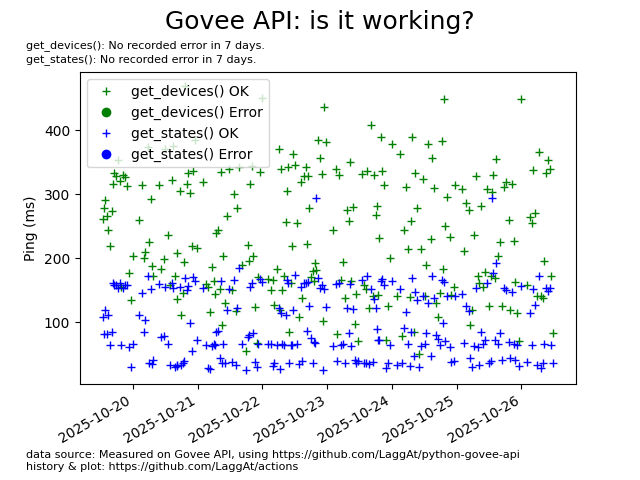 Govee API: is it working?
get_devices(): No recorded error in 7 days.
get_states(): No recorded error in 7 days.
get_devices() OK
get_devices() Error
get_states() OK
get_states() Error
Ping (ms)
400
300
200
100
2025-10-20
2025-10-21
2025-10-22
2025-10-23
2025-10-24
2025-10-25
2025-10-26
data source: Measured on Govee API, using https://github.com/LaggAt/python-govee-api
history & plot: https://github.com/LaggAt/actions